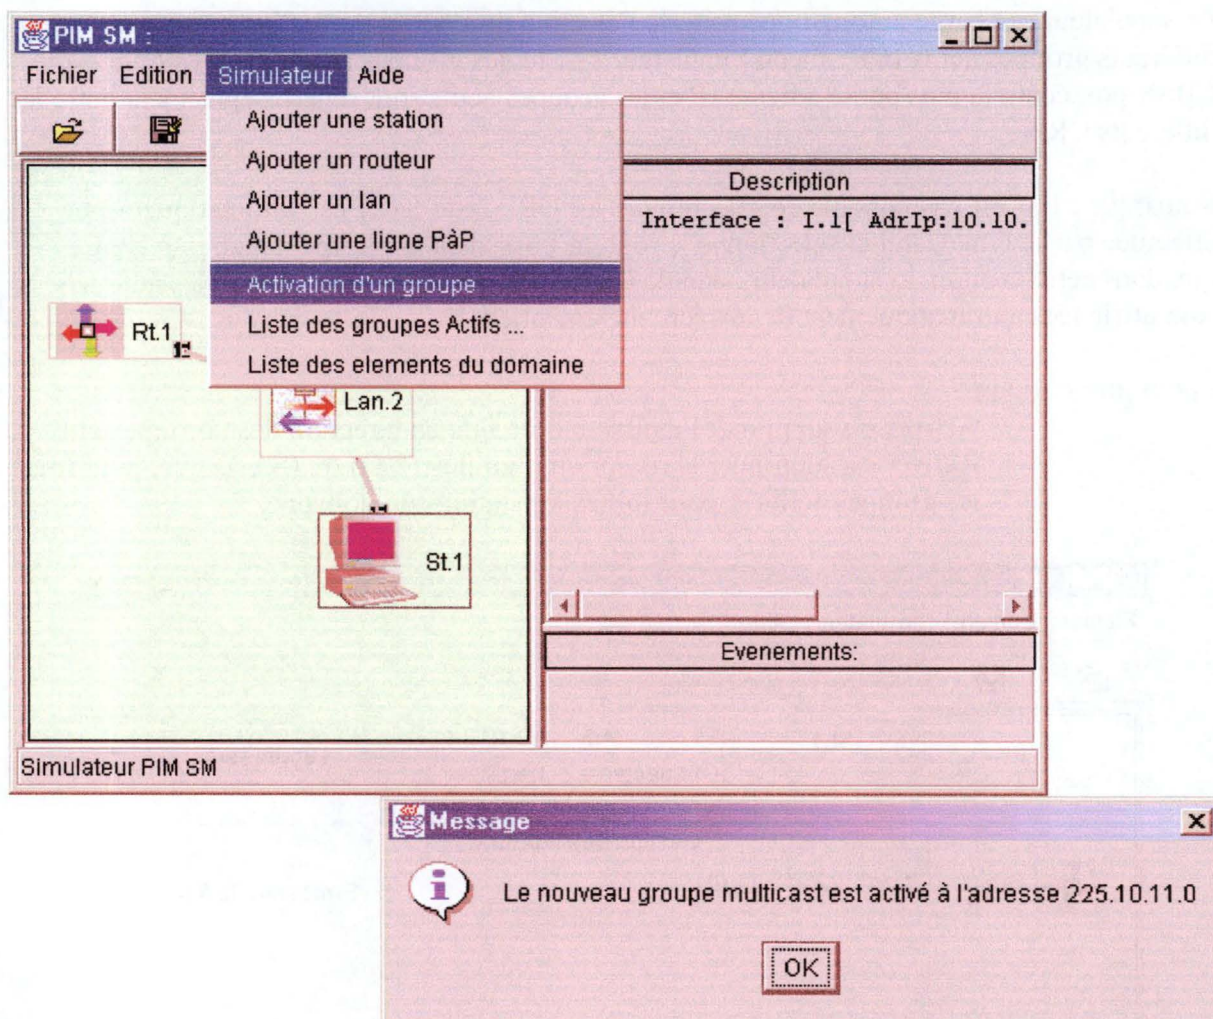 PIM SM :
Fichier Edition Simulateur Aide
Ajouter une station
Ajouter un routeur
Ajouter un lan
Ajouter une ligne PàP
Activation d'un groupe
Liste des groupes Actifs ...
Liste des elements du domaine
Description
Interface : I.1[ AdrIp:10.10.
Rt.1
Lan.2
St.1
Evenements:
Simulateur PIM SM
Message
Le nouveau groupe multicast est activé à l'adresse 225.10.11.0
OK